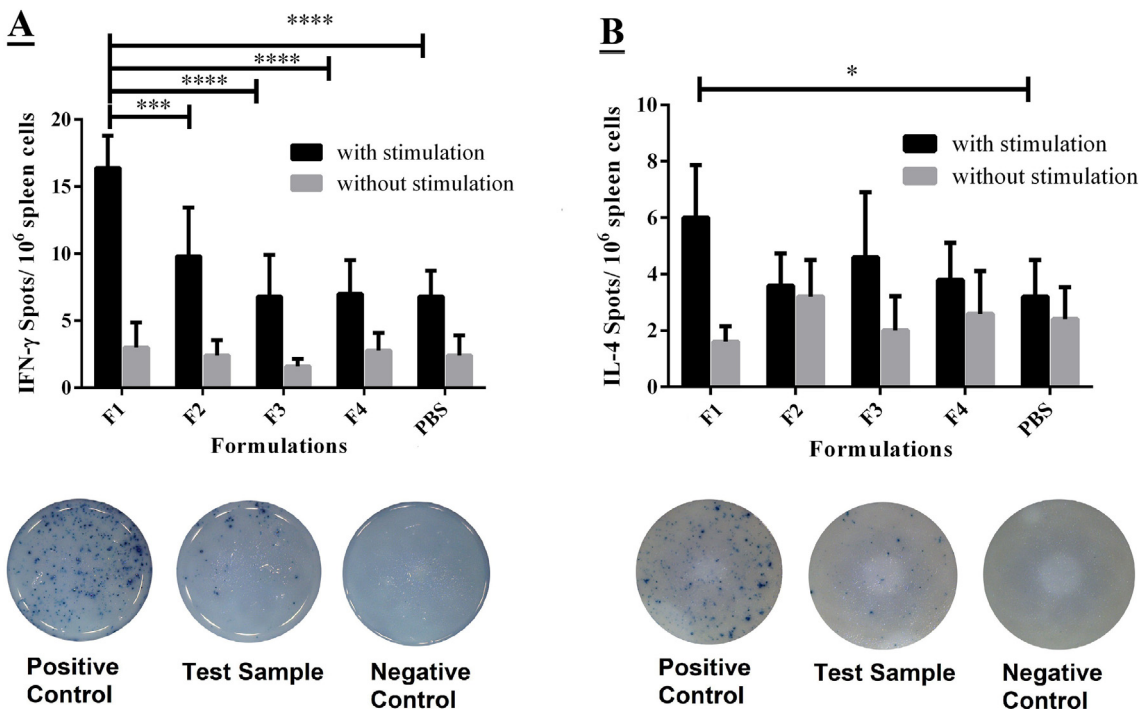 A
****
****
****
***
IFN-γ Spots/ 10⁶ spleen cells
20
15
10
5
0
with stimulation
without stimulation
F1
F2
F3
F4
PBS
Formulations
Positive
Control
Test Sample
Negative
Control
B
*
IL-4 Spots/ 10⁶ spleen cells
10
8
6
4
2
0
with stimulation
without stimulation
F1
F2
F3
F4
PBS
Formulations
Positive
Control
Test Sample
Negative
Control